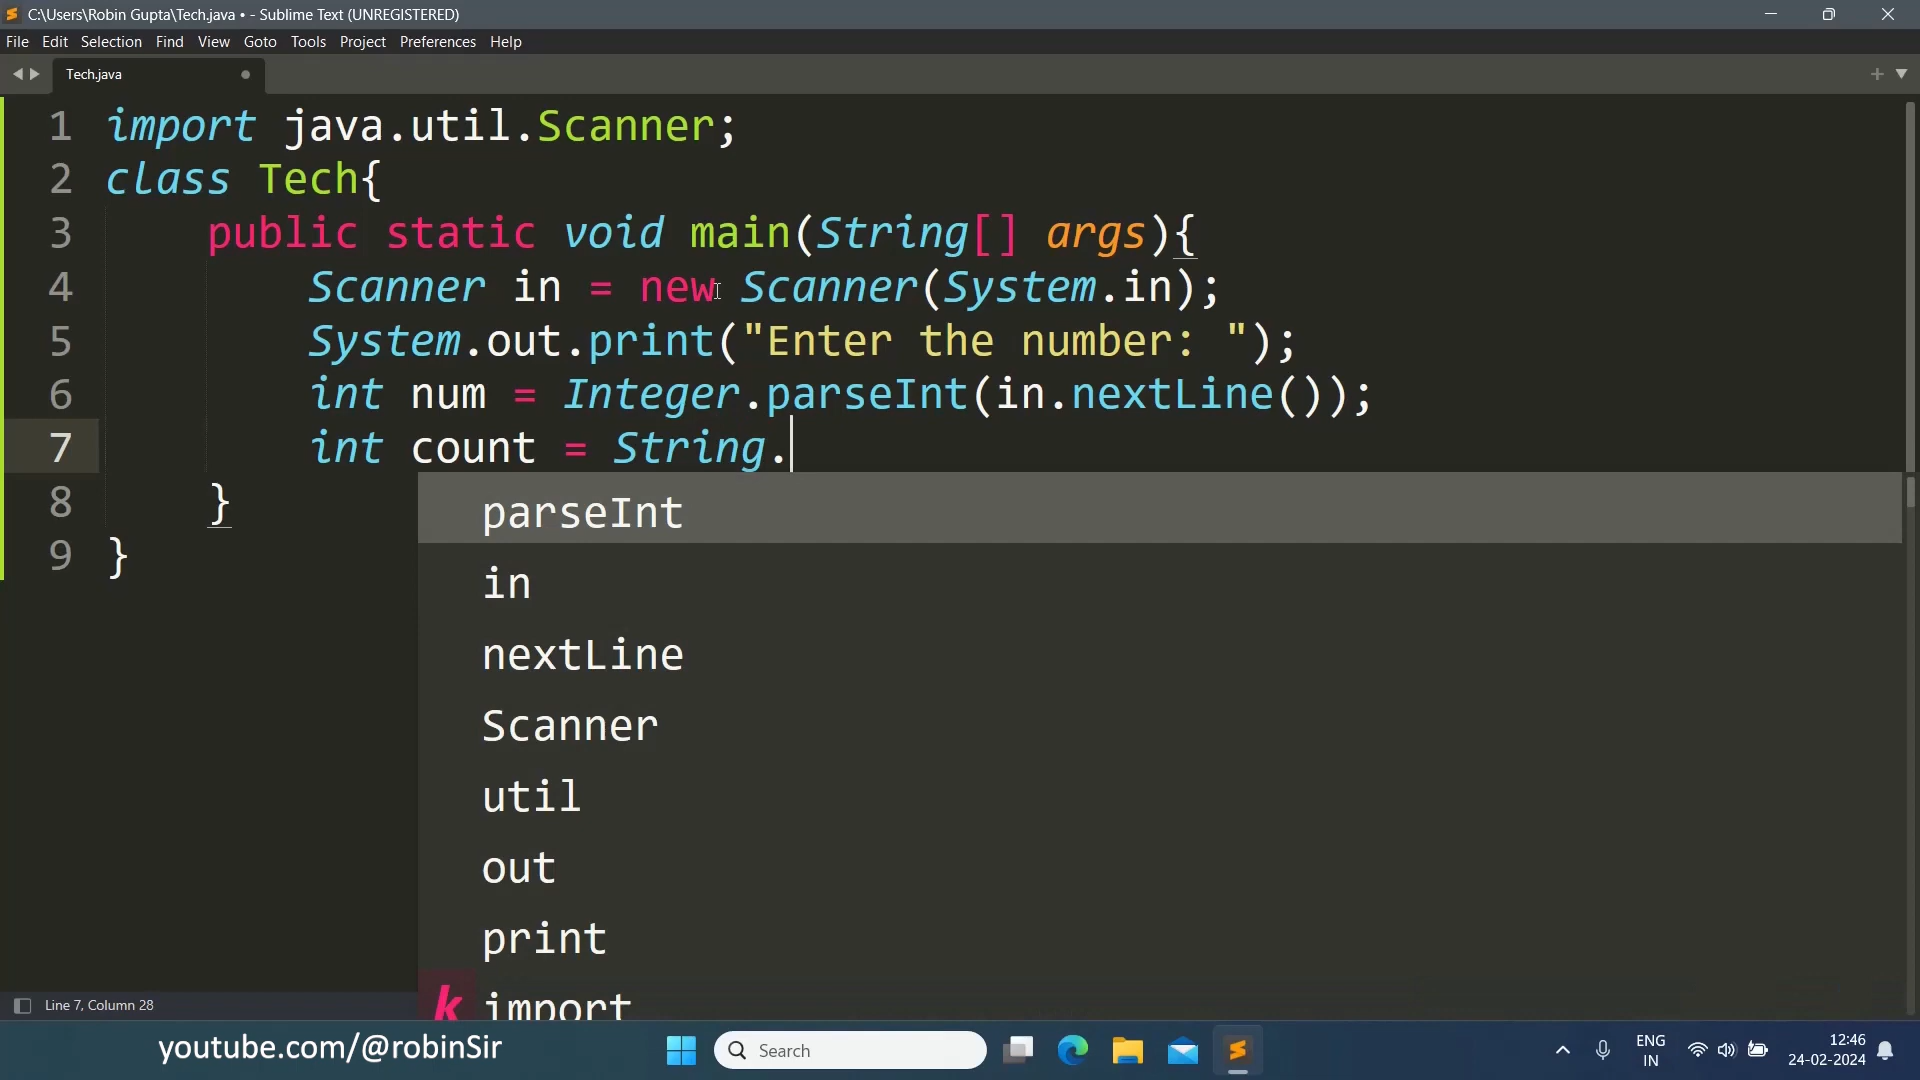 C:\Users\Robin Gupta\Tech.java • - Sublime Text (UNREGISTERED)
File Edit Selection Find View Goto Tools Project Preferences Help
Tech.java
1 import java.util.Scanner;
2 class Tech{
3 public static void main(String[] args){
4 Scanner in = new Scanner(System.in);
5 System.out.print("Enter the number: ");
6 int num = Integer.parseInt(in.nextLine());
7 int count = String.
8 }
9 }
parseInt
in
nextLine
Scanner
util
out
print
k import
Line 7, Column 28
youtube.com/@robinSir
Search
ENG
IN
12:46
24-02-2024